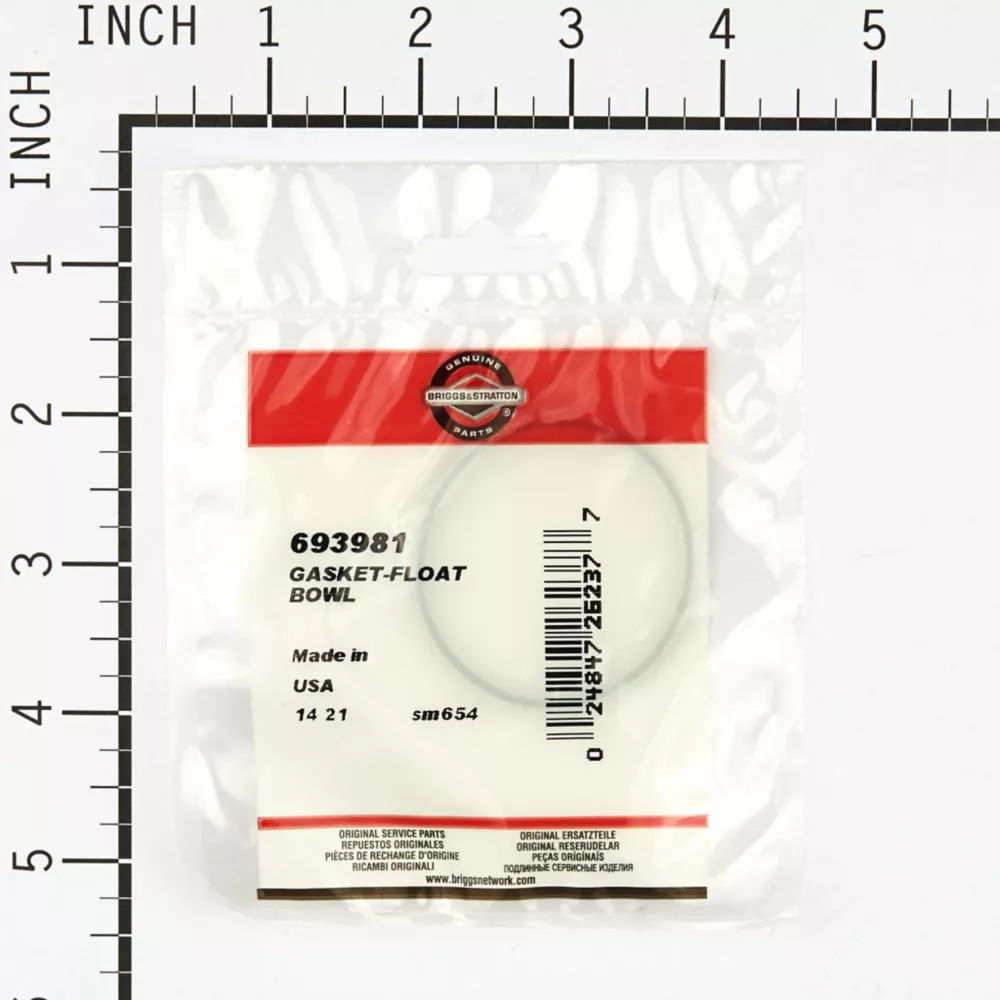 INCH 1 2 3 4 5
INCH
1
2
3
4
5
GENUINE
BRIGGS&STRATTON
®
PARTS
693981
GASKET-FLOAT
BOWL
Made in
USA
14 21 sm654
0 24847 26237 7
ORIGINAL SERVICE PARTS
REPUESTOS ORIGINALES
PIÈCES DE RECHANGE D'ORIGINE
RICAMBI ORIGINALI
ORIGINAL ERSATZTEILE
ORIGINAL RESERUDELAR
PEÇAS ORIGINAIS
ПОДЛИННЫЕ СЕРВИСНЫЕ ИЗДЕЛИЯ
www.briggsnetwork.com